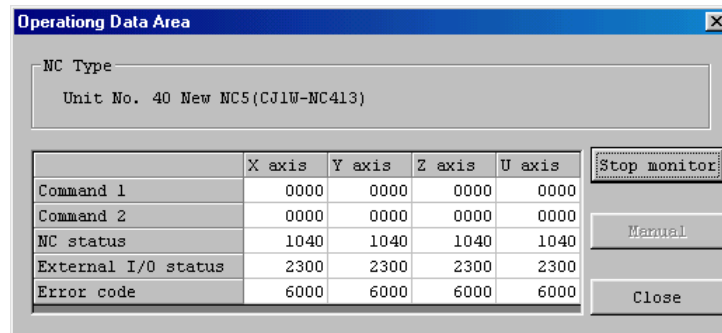 Operationg Data Area
NC Type
Unit No. 40 New NC5(CJ1W-NC413)
X axis Y axis Z axis U axis
Command 1 0000 0000 0000 0000
Command 2 0000 0000 0000 0000
NC status 1040 1040 1040 1040
External I/O status 2300 2300 2300 2300
Error code 6000 6000 6000 6000
Stop monitor
Manual
Close